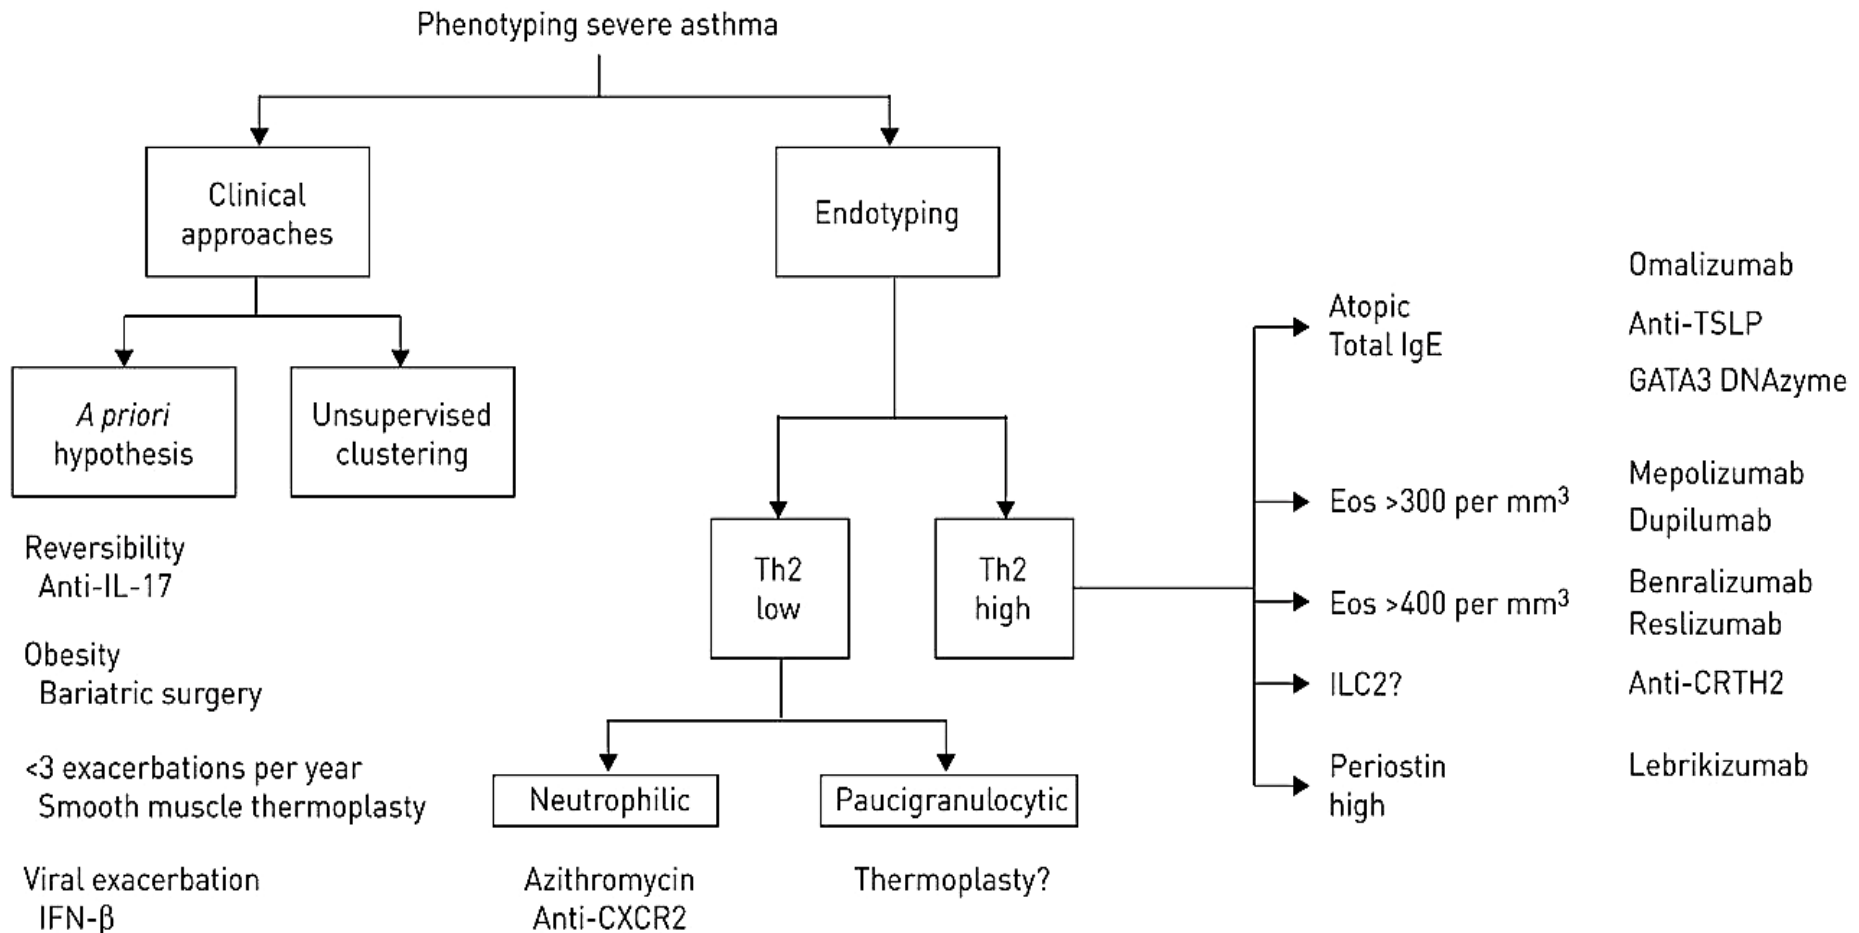 Phenotyping severe asthma
Clinical
approaches
Endotyping
A priori
hypothesis
Unsupervised
clustering
Reversibility
Anti-IL-17
Obesity
Bariatric surgery
<3 exacerbations per year
Smooth muscle thermoplasty
Viral exacerbation
IFN-β
Th2
low
Th2
high
Neutrophilic
Paucigranulocytic
Azithromycin
Anti-CXCR2
Thermoplasty?
Atopic
Total IgE
Omalizumab
Anti-TSLP
GATA3 DNAzyme
Eos >300 per mm³
Mepolizumab
Dupilumab
Eos >400 per mm³
Benralizumab
Reslizumab
ILC2?
Anti-CRTH2
Periostin
high
Lebrikizumab